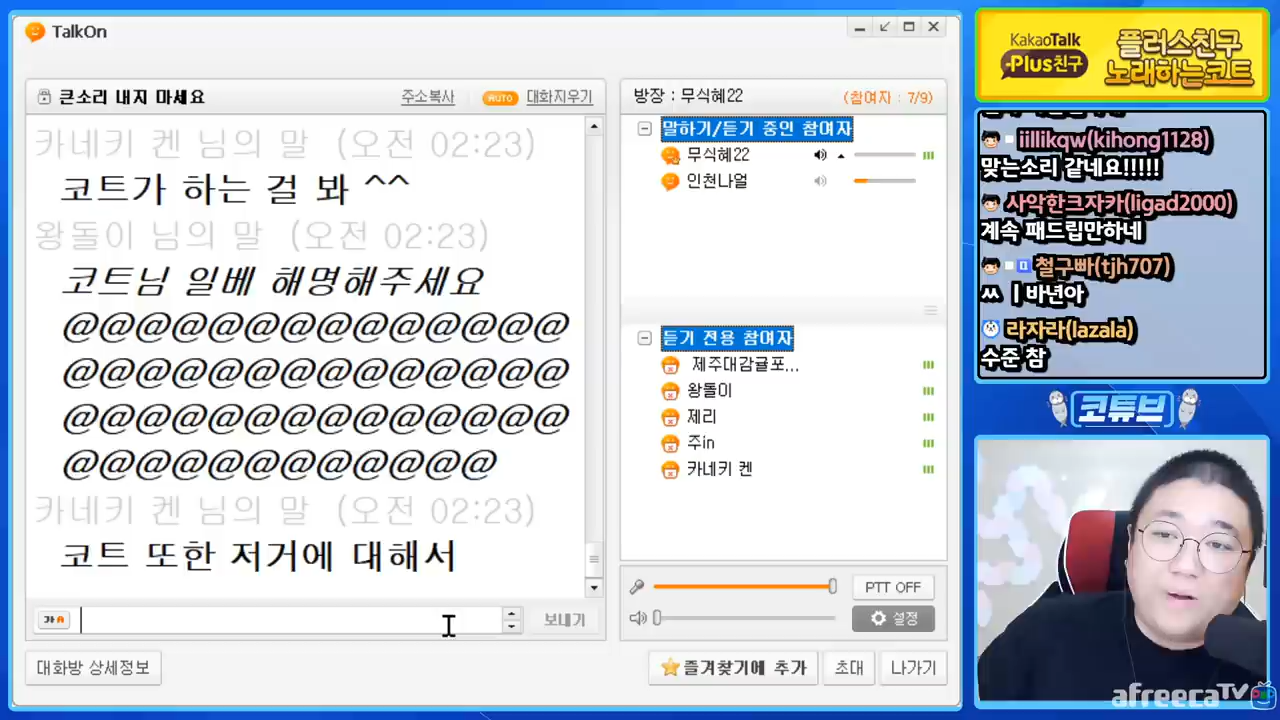 TalkOn
큰소리 내지 마세요
주소복사
AUTO
대화지우기
카네키 켄 님의 말 (오전 02:23)
코트가 하는 걸 봐 ^^
왕돌이 님의 말 (오전 02:23)
코트님 일베 해명해주세요
@@@@@@@@@@@@@@
@@@@@@@@@@@@@@
@@@@@@@@@@@@@@
@@@@@@@@@@@@
카네키 켄 님의 말 (오전 02:23)
코트 또한 저거에 대해서
가A
보내기
대화방 상세정보
방장 : 무식혜22
(참여자 : 7/9)
말하기/듣기 중인 참여자
무식혜22
인천나얼
듣기 전용 참여자
제주대감귤포...
왕돌이
제리
주in
카네키 켄
PTT OFF
설정
즐겨찾기에 추가
초대
나가기
KakaoTalk
Plus친구
플러스친구
노래하는코트
iillikqw(kihong1128)
맞는소리 같네요!!!!!
사악한크자카(ligad2000)
계속 패드립만하네
철구빠(tjh707)
ㅆㅣ바년아
라자라(lazala)
수준 참
코튜브
afreecaTV